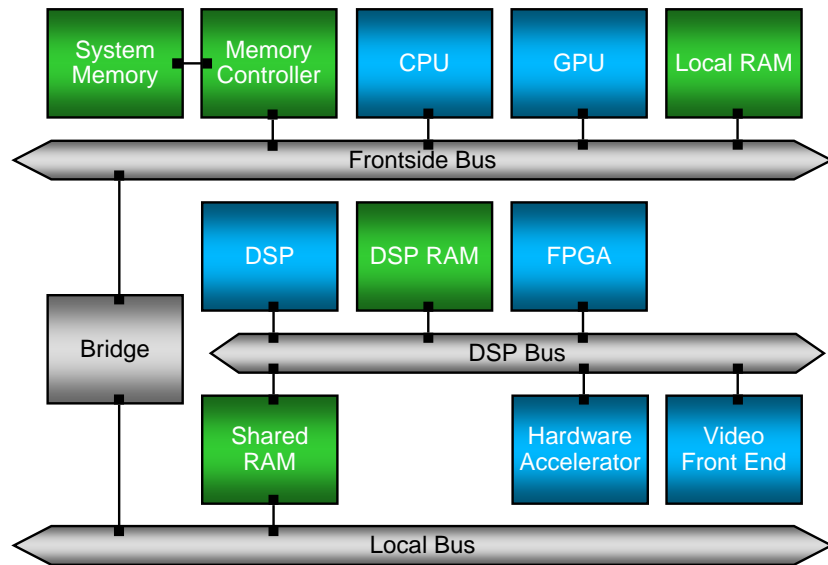 System
Memory
Memory
Controller
CPU
GPU
Local RAM
Frontside Bus
DSP
DSP RAM
FPGA
Bridge
DSP Bus
Shared
RAM
Hardware
Accelerator
Video
Front End
Local Bus